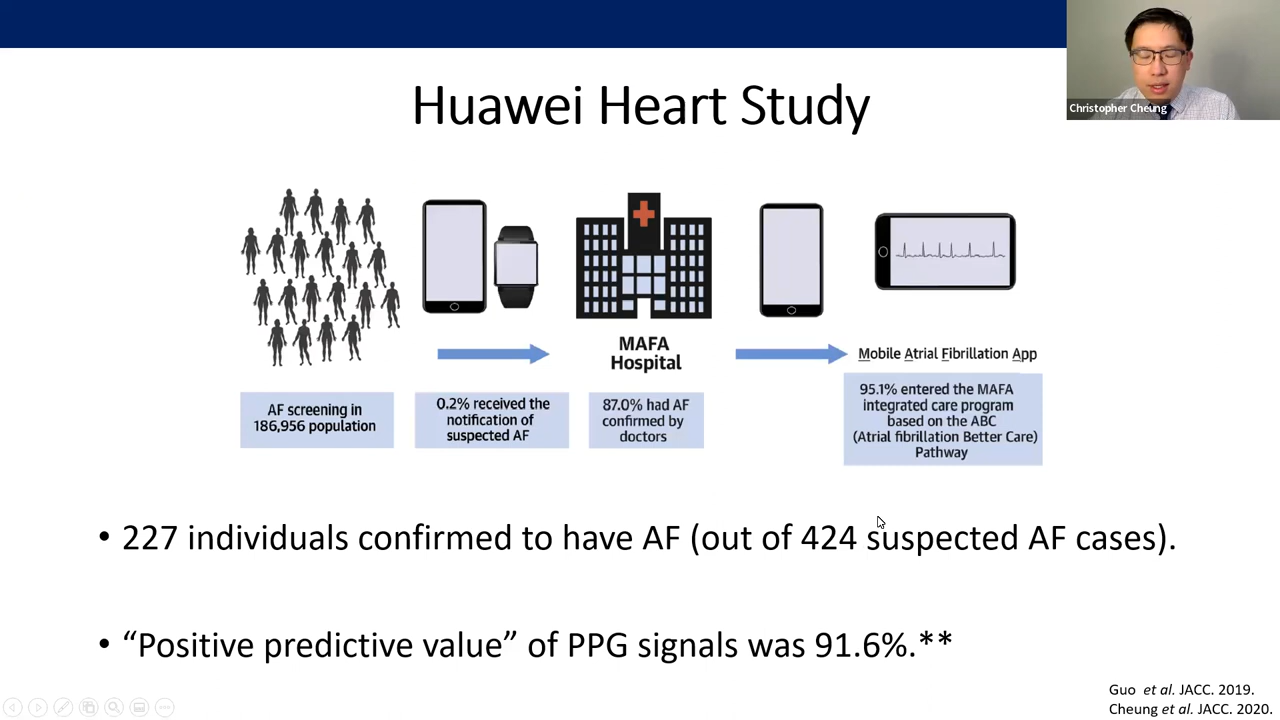 Christopher Cheung
Huawei Heart Study
MAFA
Hospital
Mobile Atrial Fibrillation App
AF screening in
186,956 population
0.2% received the
notification of
suspected AF
87.0% had AF
confirmed by
doctors
95.1% entered the MAFA
integrated care program
based on the ABC
(Atrial fibrillation Better Care)
Pathway
• 227 individuals confirmed to have AF (out of 424 suspected AF cases).
• “Positive predictive value” of PPG signals was 91.6%.**
Guo et al. JACC. 2019.
Cheung et al. JACC. 2020.